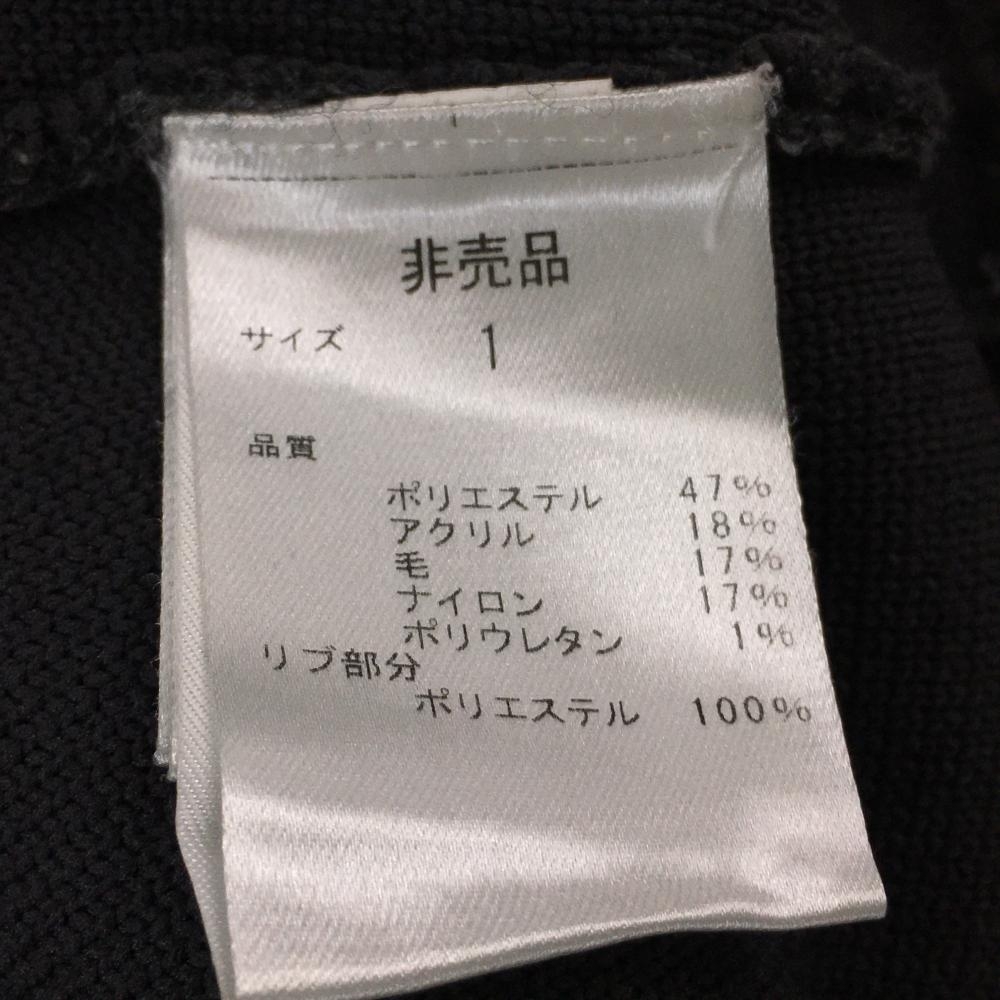 非売品
サイズ 1
品質
ポリエステル 47%
アクリル 18%
毛 17%
ナイロン 17%
ポリウレタン 1%
リブ部分
ポリエステル 100%